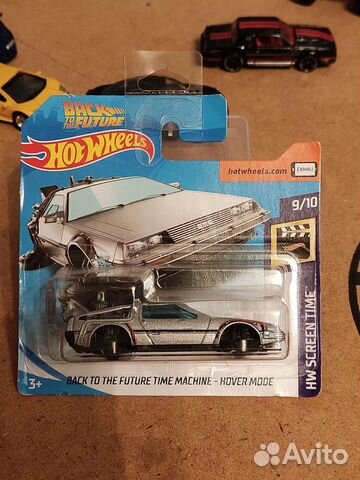 BACK TO THE FUTURE
HOT WHEELS
hotwheels.com
E8M8U
9/10
HW SCREEN TIME
3+
BACK TO THE FUTURE TIME MACHINE - HOVER MODE
Avito